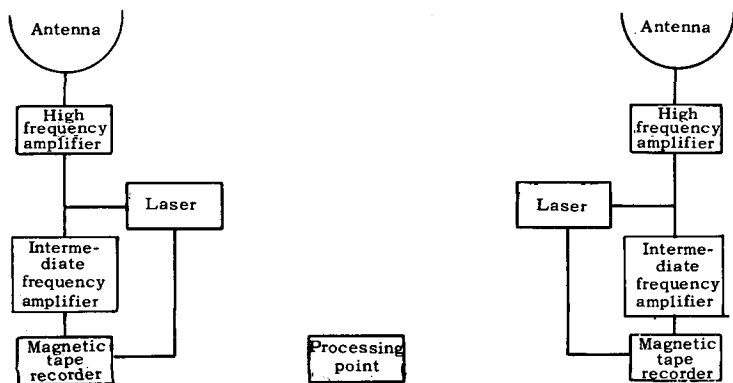 Antenna
High
frequency
amplifier
Laser
Interme-
diate
frequency
amplifier
Magnetic
tape
recorder
Processing
point
Antenna
High
frequency
amplifier
Laser
Interme-
diate
frequency
amplifier
Magnetic
tape
recorder